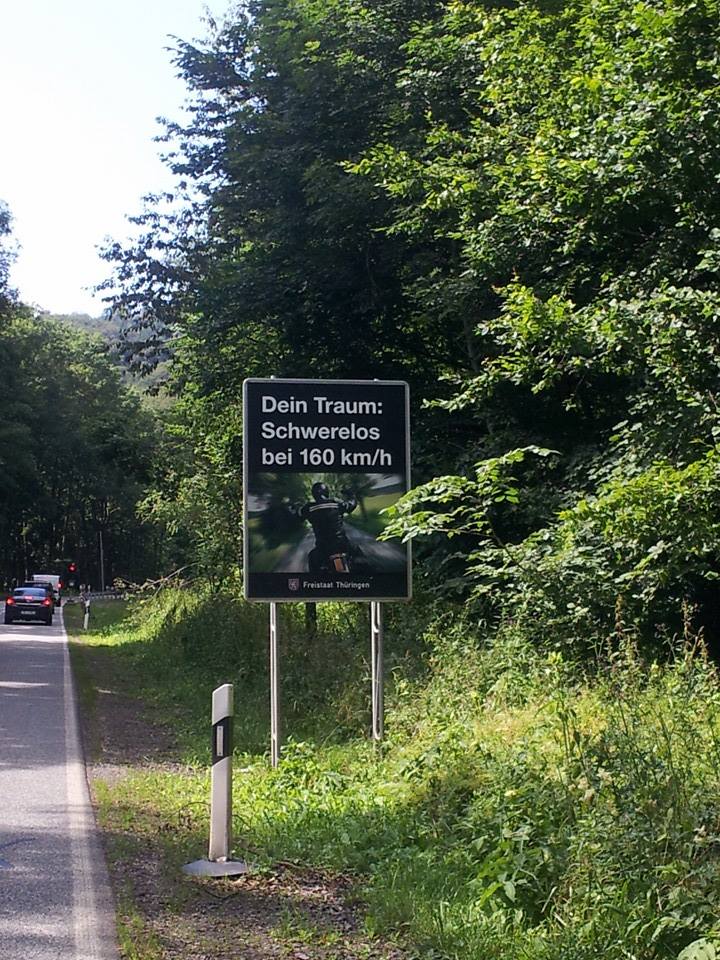 Dein Traum:
Schwerelos
bei 160 km/h
Freistaat Thüringen